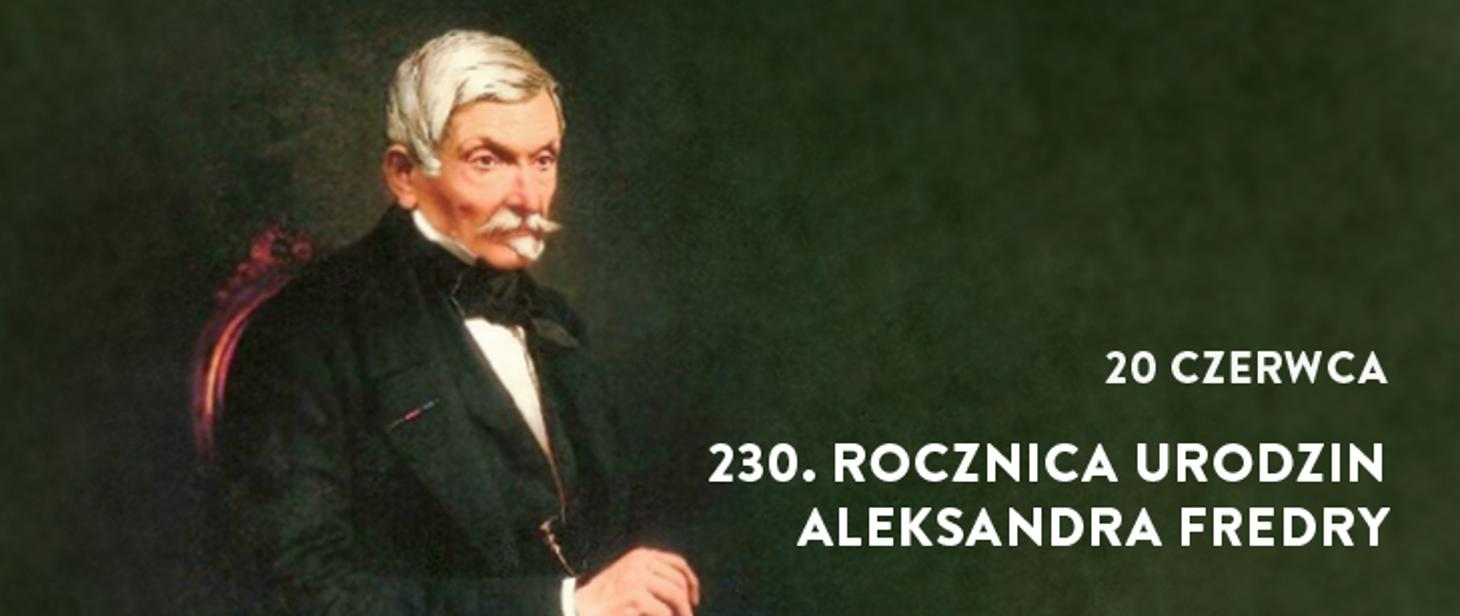 20 CZERWCA
230. ROCZNICA URODZIN
ALEKSANDRA FREDRY